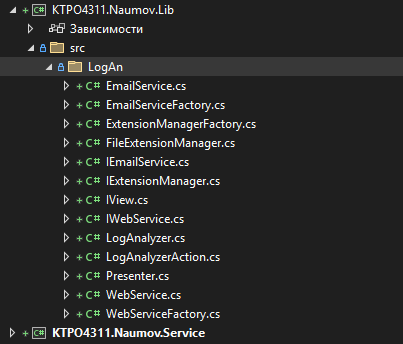 C# KTPO4311.Naumov.Lib
Зависимости
src
LogAn
C# EmailService.cs
C# EmailServiceFactory.cs
C# ExtensionManagerFactory.cs
C# FileExtensionManager.cs
C# IEmailService.cs
C# IExtensionManager.cs
C# IView.cs
C# IWebService.cs
C# LogAnalyzer.cs
C# LogAnalyzerAction.cs
C# Presenter.cs
C# WebService.cs
C# WebServiceFactory.cs
C# KTPO4311.Naumov.Service